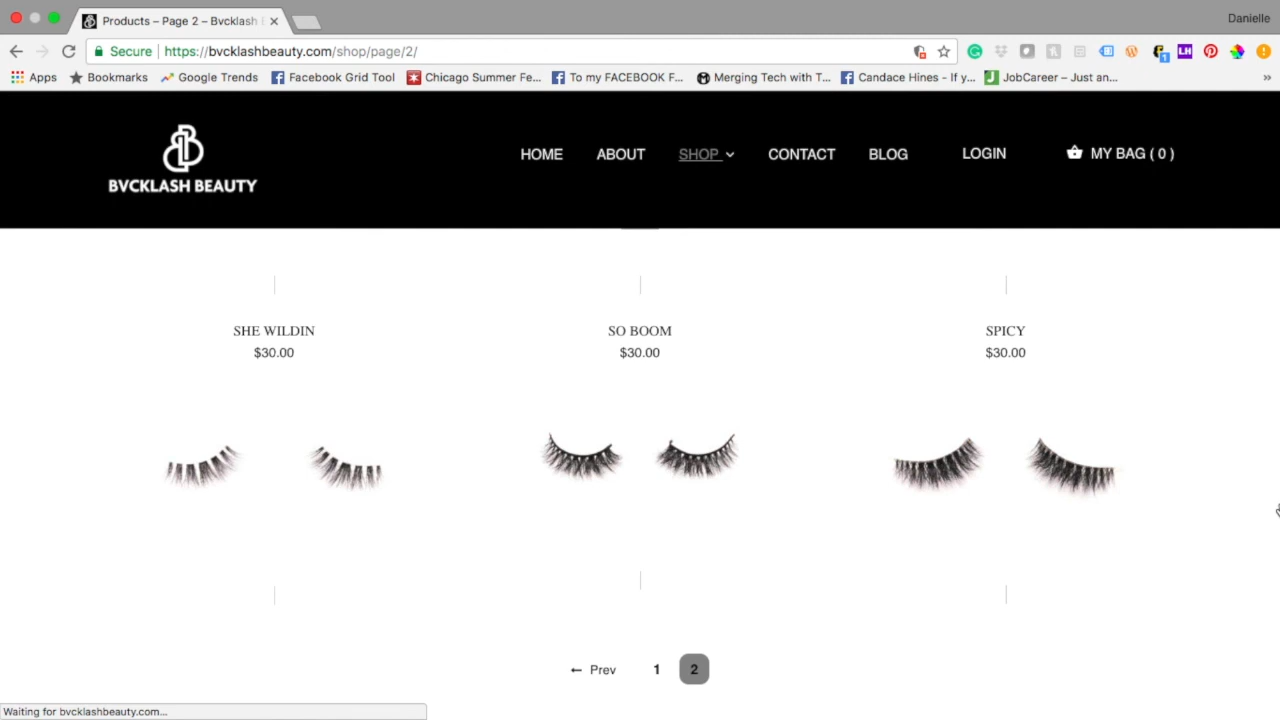 Products – Page 2 – Bvcklash
Danielle
Secure https://bvcklashbeauty.com/shop/page/2/
Apps Bookmarks Google Trends Facebook Grid Tool Chicago Summer Fe... To my FACEBOOK F... Merging Tech with T... Candace Hines - If y... JobCareer – Just an... »
BVCKLASH BEAUTY
HOME ABOUT SHOP CONTACT BLOG LOGIN MY BAG ( 0 )
SHE WILDIN
$30.00
SO BOOM
$30.00
SPICY
$30.00
← Prev 1 2
Waiting for bvcklashbeauty.com...